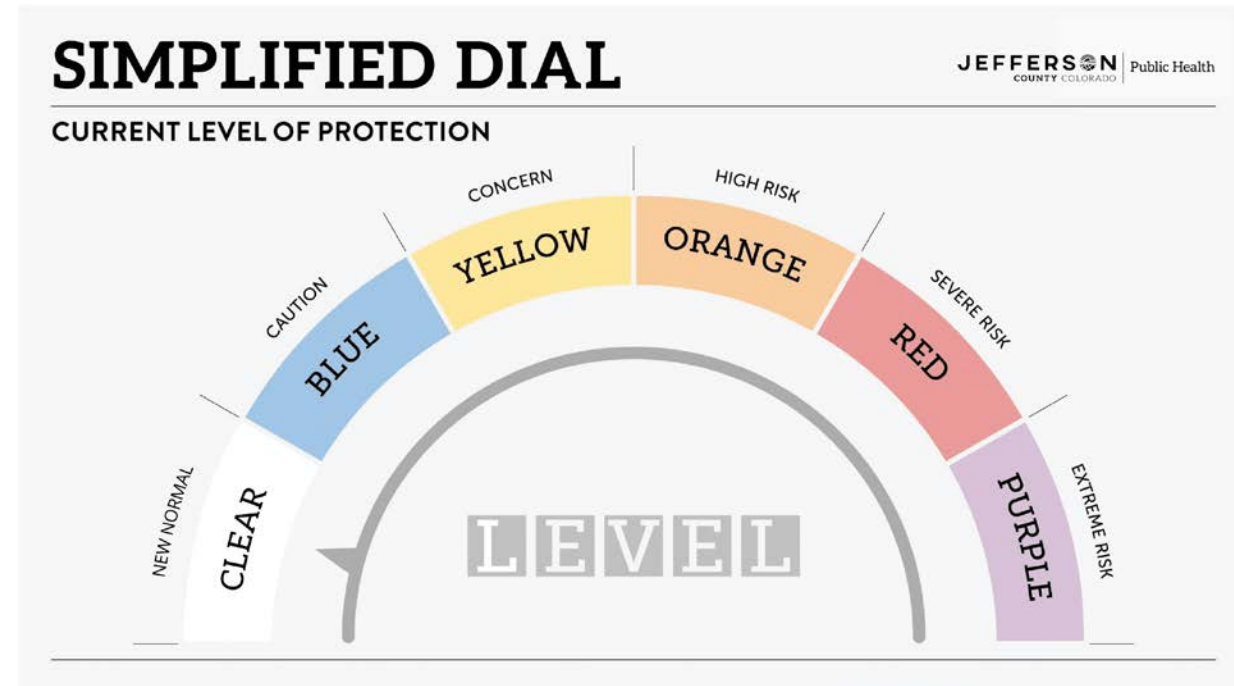 SIMPLIFIED DIAL
JEFFERSON
COUNTY COLORADO
Public Health
CURRENT LEVEL OF PROTECTION
NEW NORMAL
CLEAR
CAUTION
BLUE
CONCERN
YELLOW
HIGH RISK
ORANGE
SEVERE RISK
RED
EXTREME RISK
PURPLE
LEVEL